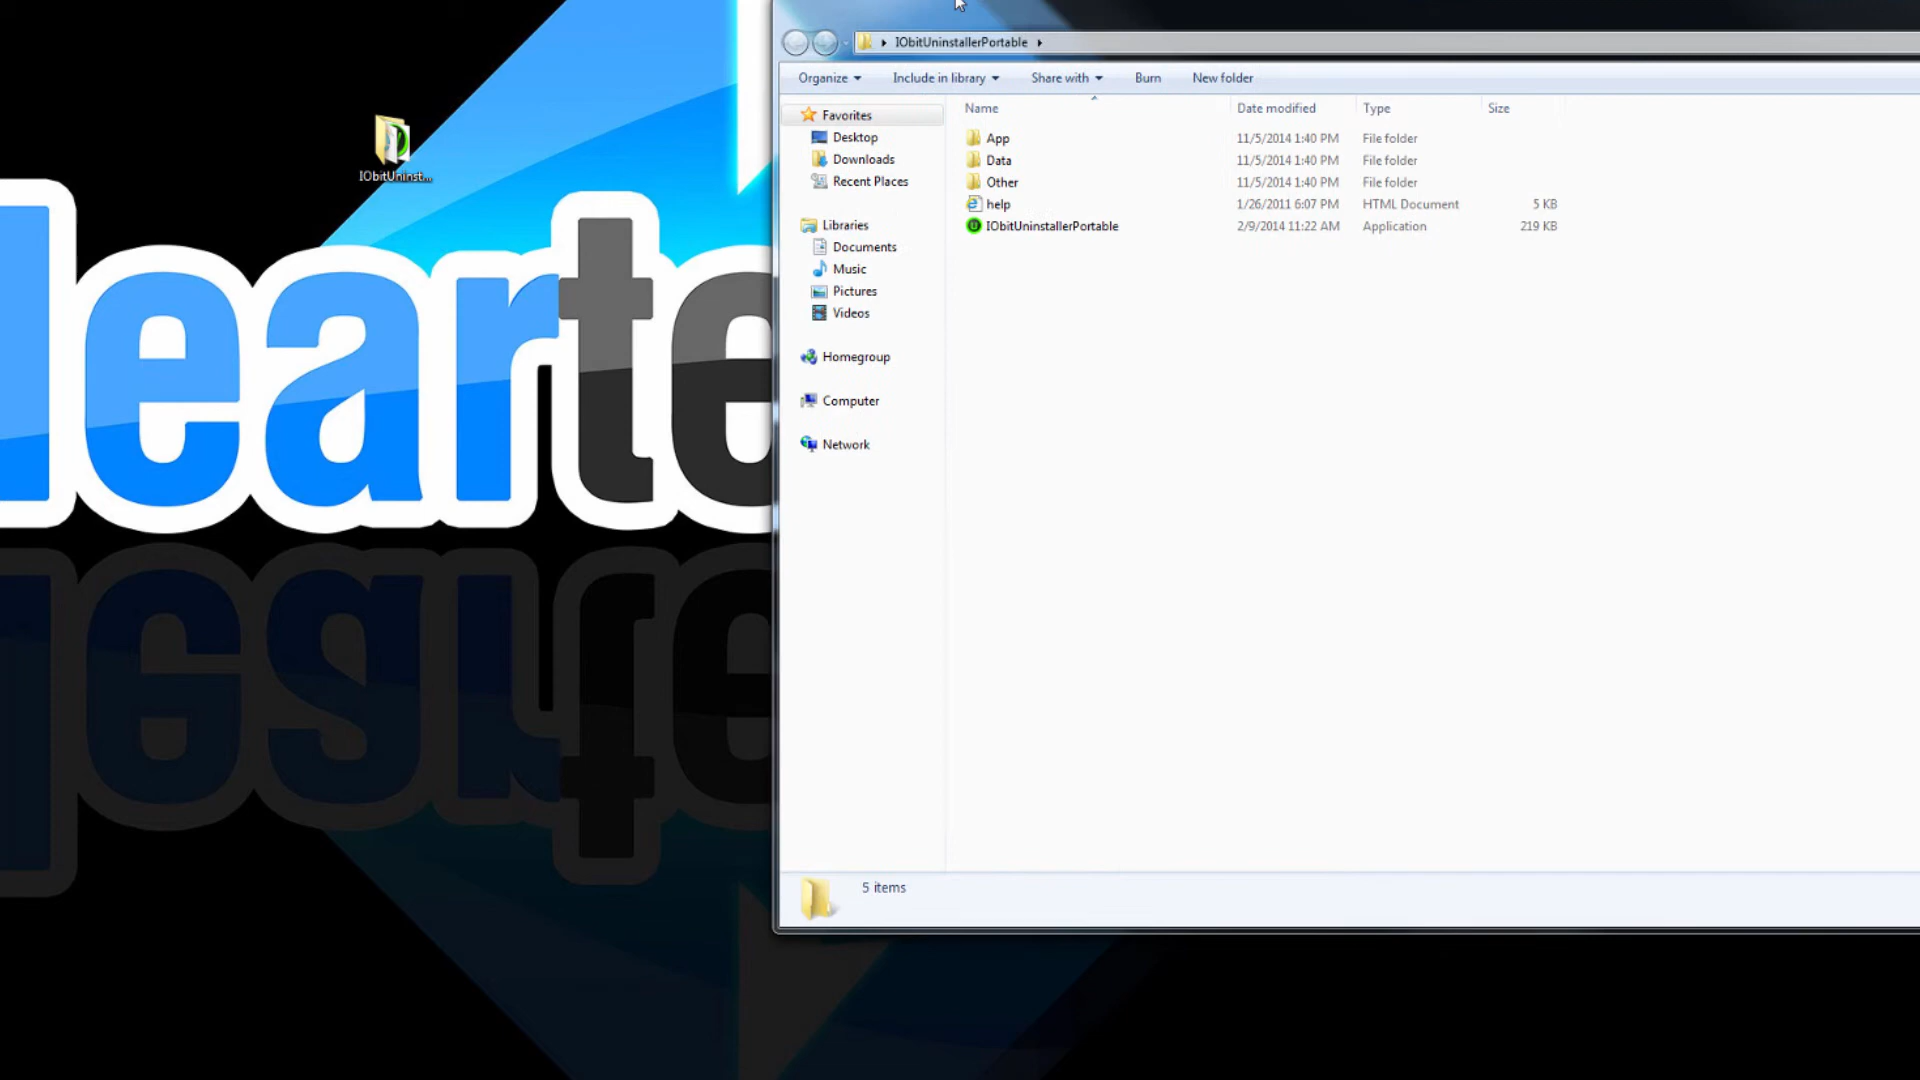 IObitUninst...
learte
IObitUninstallerPortable
Organize Include in library Share with Burn New folder
Name Date modified Type Size
Favorites
Desktop
Downloads
Recent Places
Libraries
Documents
Music
Pictures
Videos
Homegroup
Computer
Network
App 11/5/2014 1:40 PM File folder
Data 11/5/2014 1:40 PM File folder
Other 11/5/2014 1:40 PM File folder
help 1/26/2011 6:07 PM HTML Document 5 KB
IObitUninstallerPortable 2/9/2014 11:22 AM Application 219 KB
5 items